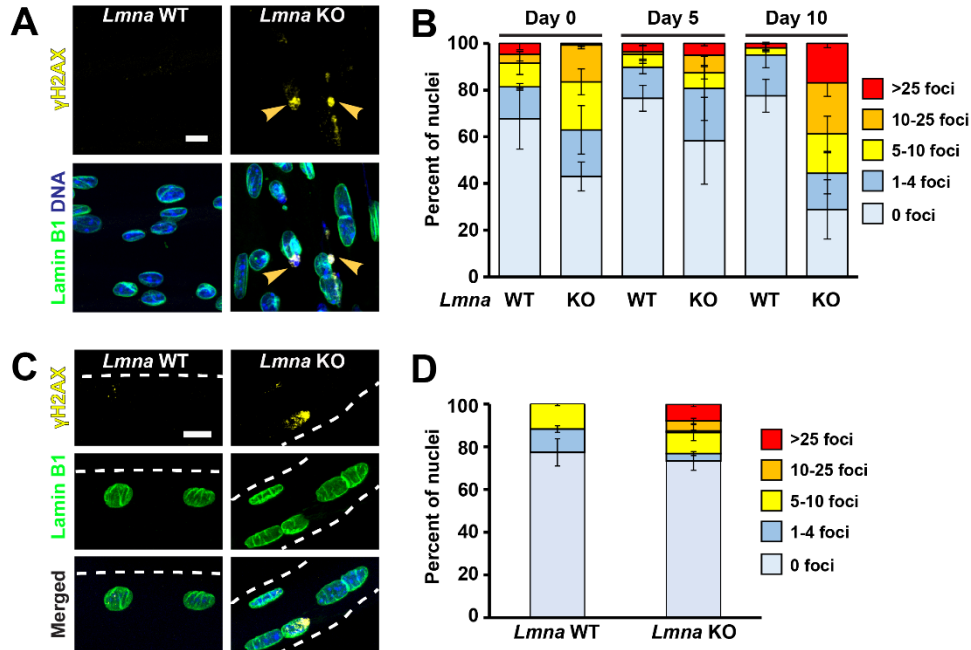 A
Lmna WT
Lmna KO
γH2AX
Lamin B1 DNA
B
Day 0
Day 5
Day 10
Percent of nuclei
100
80
60
40
20
0
>25 foci
10-25 foci
5-10 foci
1-4 foci
0 foci
Lmna WT KO WT KO WT KO
C
Lmna WT
Lmna KO
γH2AX
Lamin B1
Merged
D
Percent of nuclei
100
80
60
40
20
0
>25 foci
10-25 foci
5-10 foci
1-4 foci
0 foci
Lmna WT
Lmna KO